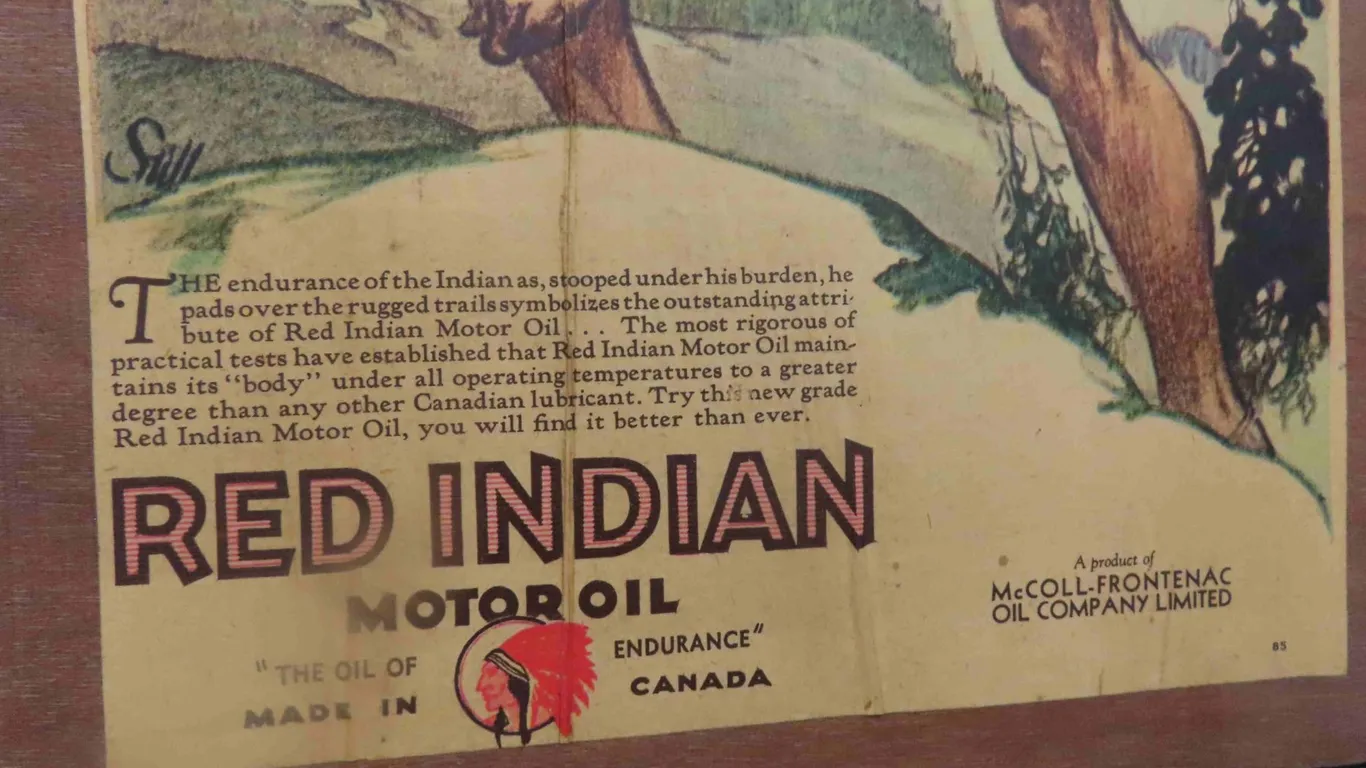 THE endurance of the Indian as, stooped under his burden, he
pads over the rugged trails symbolizes the outstanding attri-
bute of Red Indian Motor Oil . . . The most rigorous of
practical tests have established that Red Indian Motor Oil main-
tains its "body" under all operating temperatures to a greater
degree than any other Canadian lubricant. Try this new grade
Red Indian Motor Oil, you will find it better than ever.
RED INDIAN
MOTOR OIL
"THE OIL OF ENDURANCE"
MADE IN CANADA
A product of
McCOLL-FRONTENAC
OIL COMPANY LIMITED
85